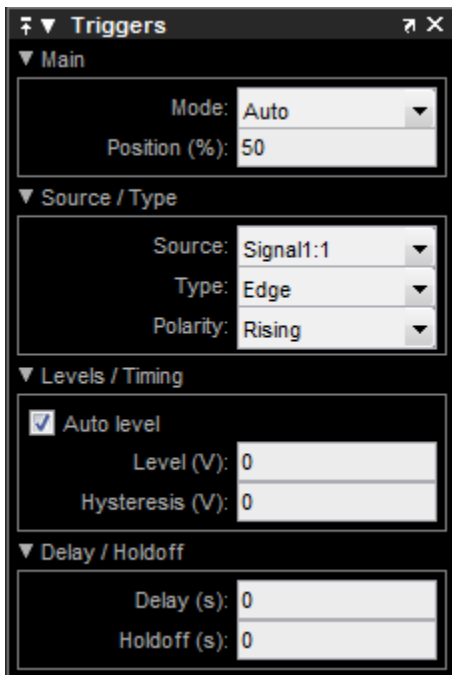 Triggers
Main
Mode: Auto
Position (%): 50
Source / Type
Source: Signal1:1
Type: Edge
Polarity: Rising
Levels / Timing
Auto level
Level (V): 0
Hysteresis (V): 0
Delay / Holdoff
Delay (s): 0
Holdoff (s): 0